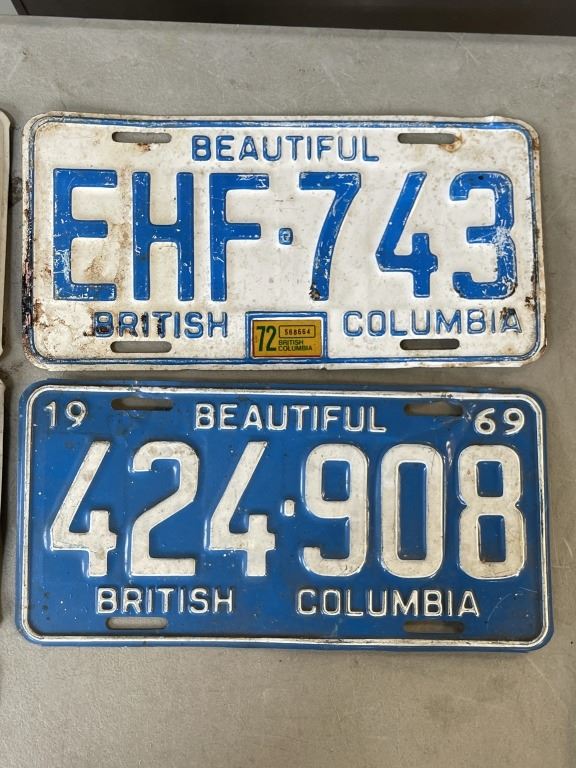 BEAUTIFUL
EHF·743
BRITISH COLUMBIA
72 568664
BRITISH
COLUMBIA
19 BEAUTIFUL 69
424·908
BRITISH COLUMBIA